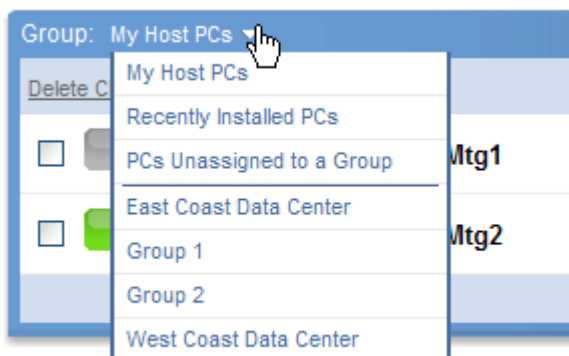 Group: My Host PCs
My Host PCs
Delete C
Recently Installed PCs
PCs Unassigned to a Group
Mtg1
East Coast Data Center
Mtg2
Group 1
Group 2
West Coast Data Center